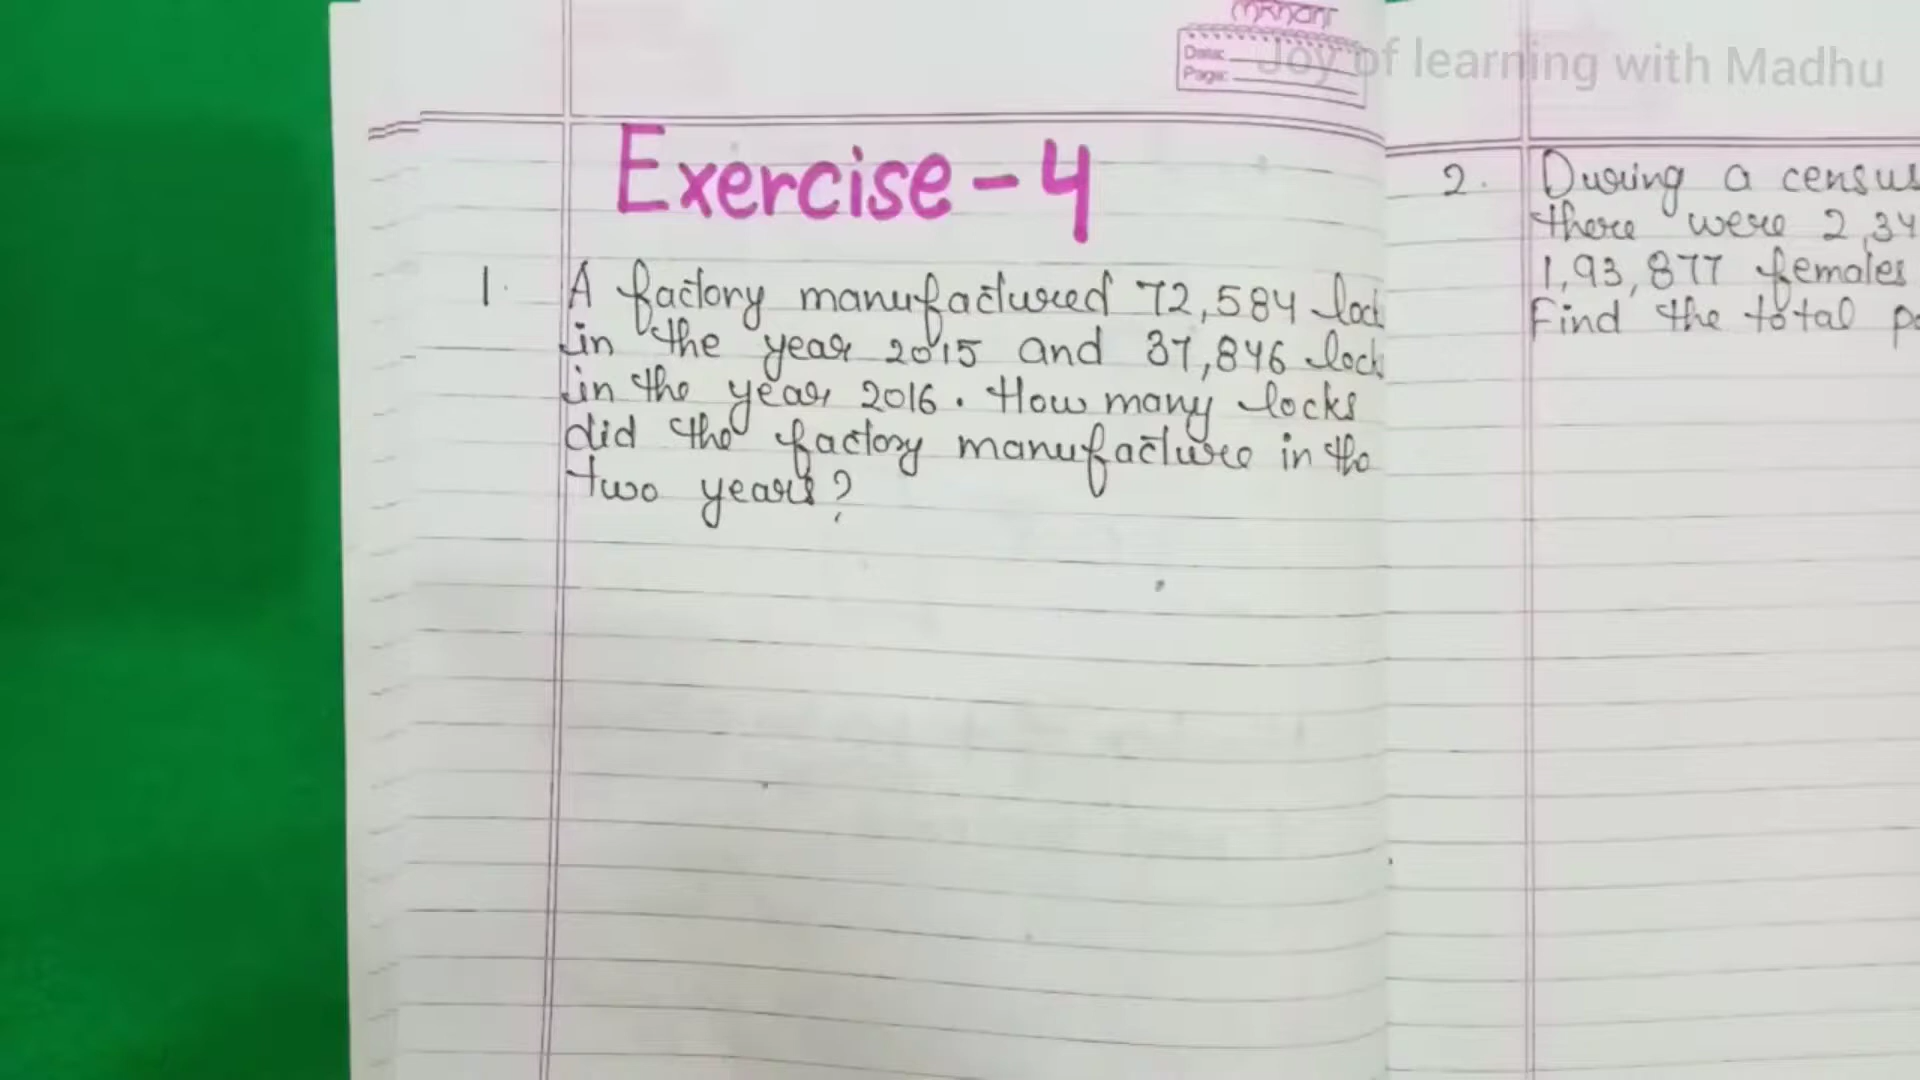 Date:
Page:
Joy of learning with Madhu
Exercise - 4
1. A factory manufactured 72,584 lock
in the year 2015 and 37,846 lock
in the year 2016. How many locks
did the factory manufacture in the
two years?
2. During a census
there were 2,34
1,93,877 females
Find the total